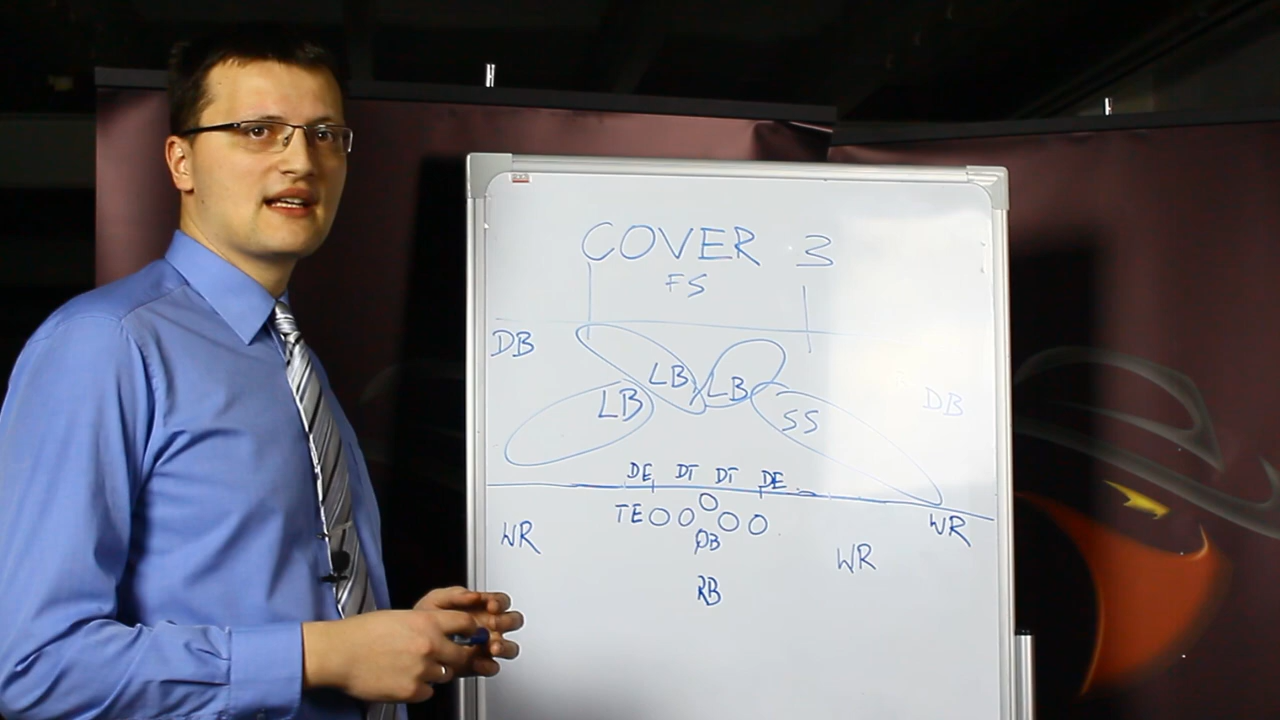 COVER 3
FS
DB
LB LB
LB SS DB
DE DT DT DE
TE
WR QB WR WR
RB